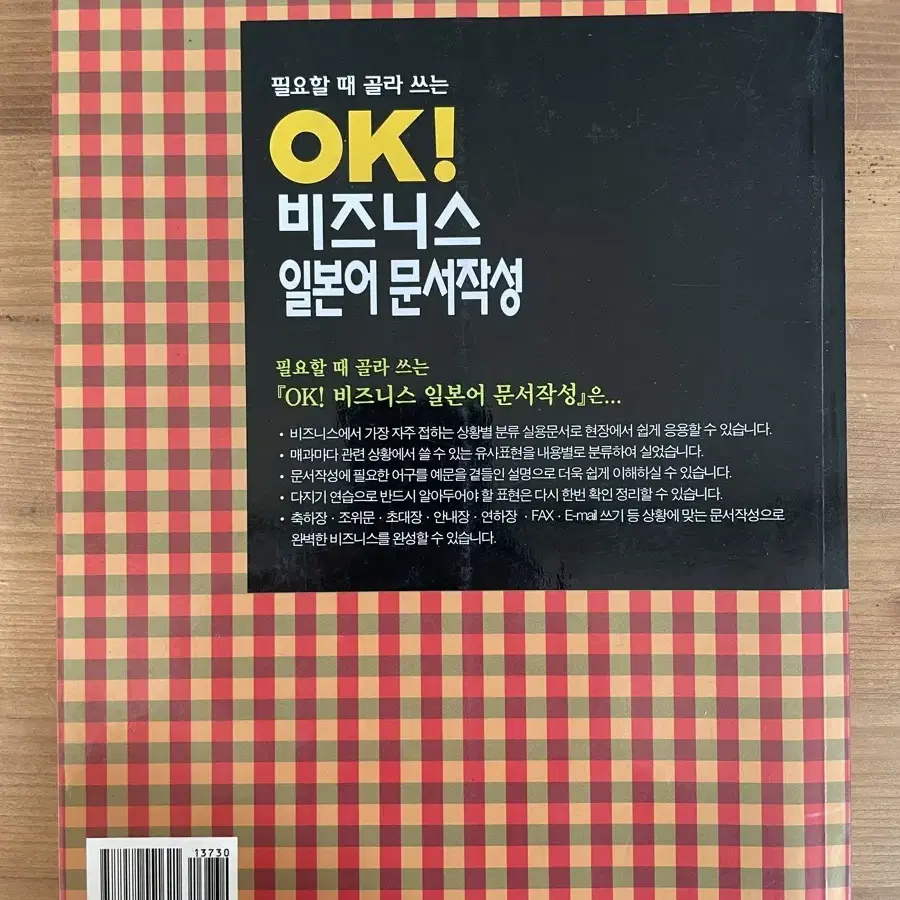 필요할 때 골라 쓰는
OK!
비즈니스
일본어 문서작성
필요할 때 골라 쓰는
『OK! 비즈니스 일본어 문서작성』은...
• 비즈니스에서 가장 자주 접하는 상황별 분류 실용문서로 현장에서 쉽게 응용할 수 있습니다.
• 매과마다 관련 상황에서 쓸 수 있는 유사표현을 내용별로 분류하여 실었습니다.
• 문서작성에 필요한 어구를 예문을 곁들인 설명으로 더욱 쉽게 이해하실 수 있습니다.
• 다지기 연습으로 반드시 알아두어야 할 표현은 다시 한번 확인 정리할 수 있습니다.
• 축하장 · 조위문 · 초대장 · 안내장 · 연하장 · FAX · E-mail 쓰기 등 상황에 맞는 문서작성으로
완벽한 비즈니스를 완성할 수 있습니다.
13730